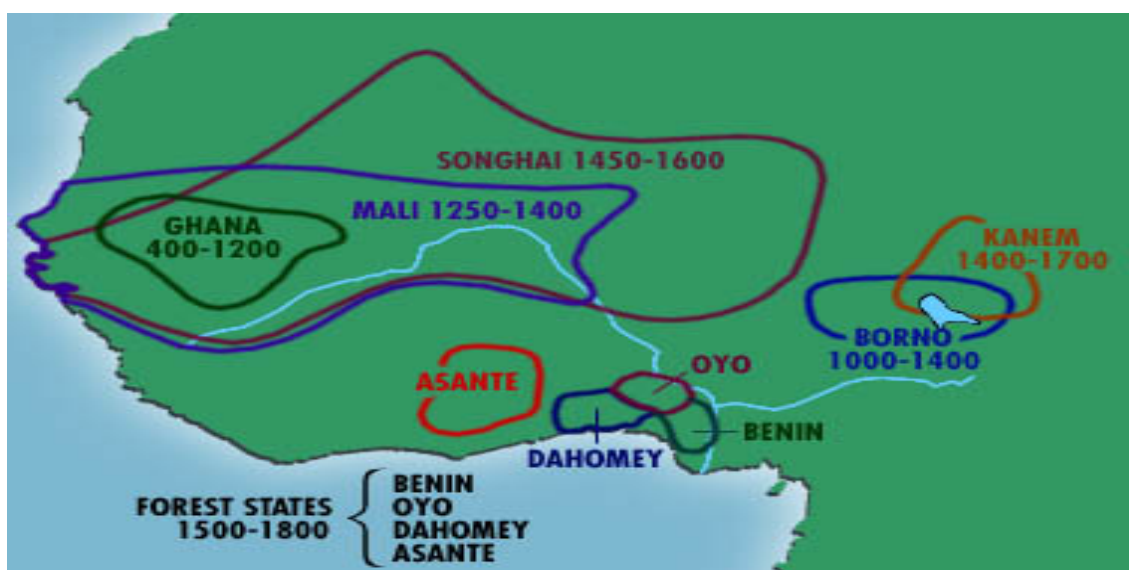 SONGHAI 1450-1600
MALI 1250-1400
GHANA
400-1200
KANEM
1400-1700
BORNO
1000-1400
OYO
ASANTE
BENIN
DAHOMEY
FOREST STATES
1500-1800
BENIN
OYO
DAHOMEY
ASANTE